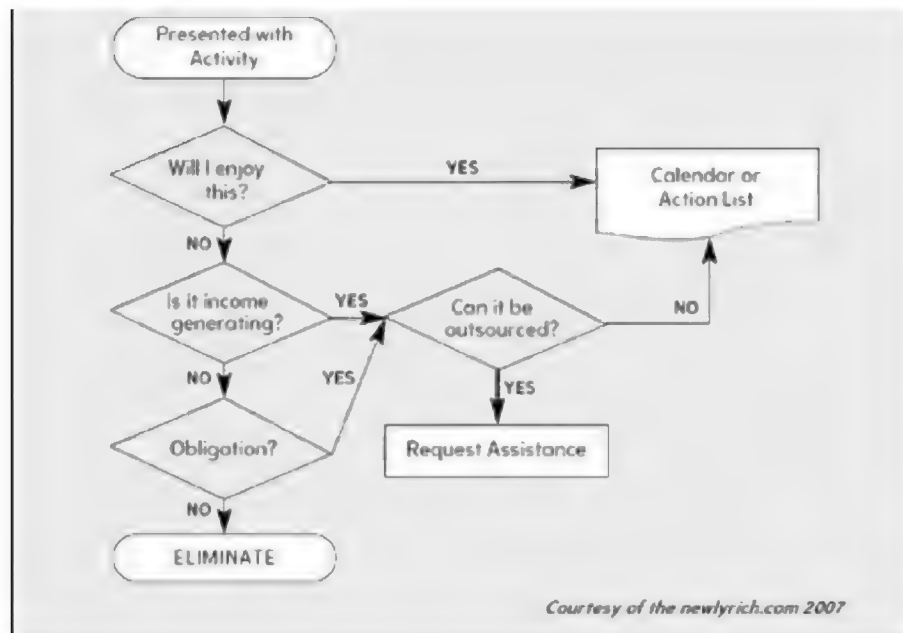 Presented with
Activity
Will I enjoy
this?
YES
Calendar or
Action List
NO
Is it income
generating?
YES
Can it be
outsourced?
NO
NO
YES
YES
Obligation?
Request Assistance
NO
ELIMINATE
Courtesy of the newlyrich.com 2007